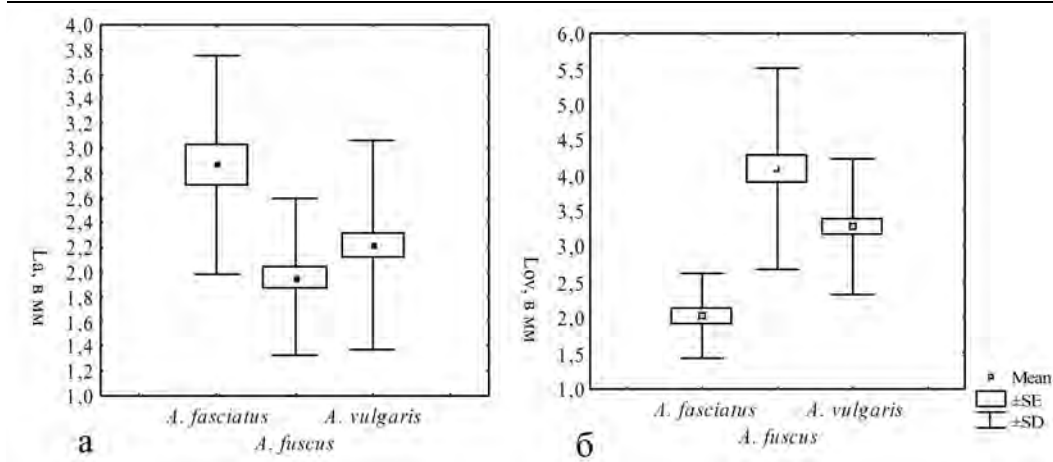 4,0
3,8
3,6
3,4
3,2
3,0
2,8
2,6
2,4
2,2
2,0
1,8
1,6
1,4
1,2
1,0
La, в мм
A. fasciatus A. vulgaris
A. fuscus
а
6,0
5,5
5,0
4,5
4,0
3,5
3,0
2,5
2,0
1,5
1,0
Lov, в мм
A. fasciatus A. vulgaris
A. fuscus
б
Mean
±SE
±SD